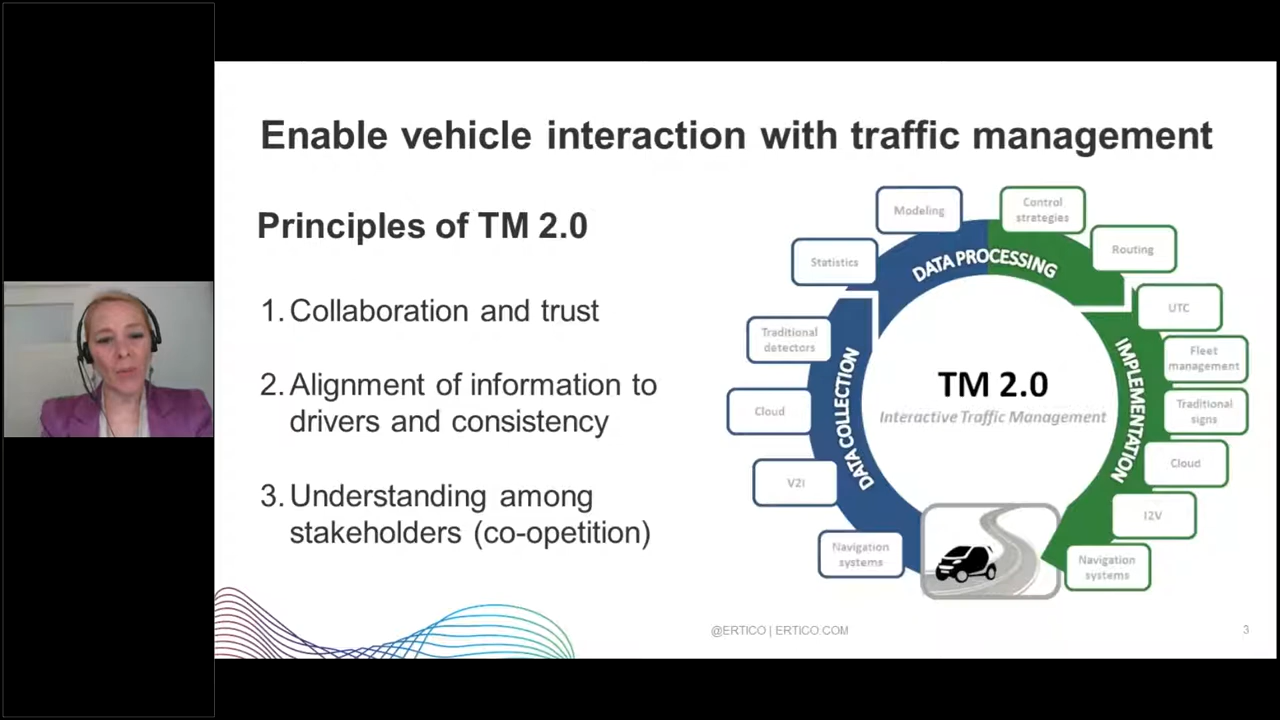 Enable vehicle interaction with traffic management
Principles of TM 2.0
1. Collaboration and trust
2. Alignment of information to
drivers and consistency
3. Understanding among
stakeholders (co-opetition)
Modeling
Control
strategies
Statistics
Routing
DATA PROCESSING
Traditional
detectors
UTC
Cloud
Fleet
management
V2I
Traditional
signs
DATA COLLECTION
IMPLEMENTATION
TM 2.0
Interactive Traffic Management
Cloud
I2V
Navigation
systems
Navigation
systems
@ERTICO | ERTICO.COM
3